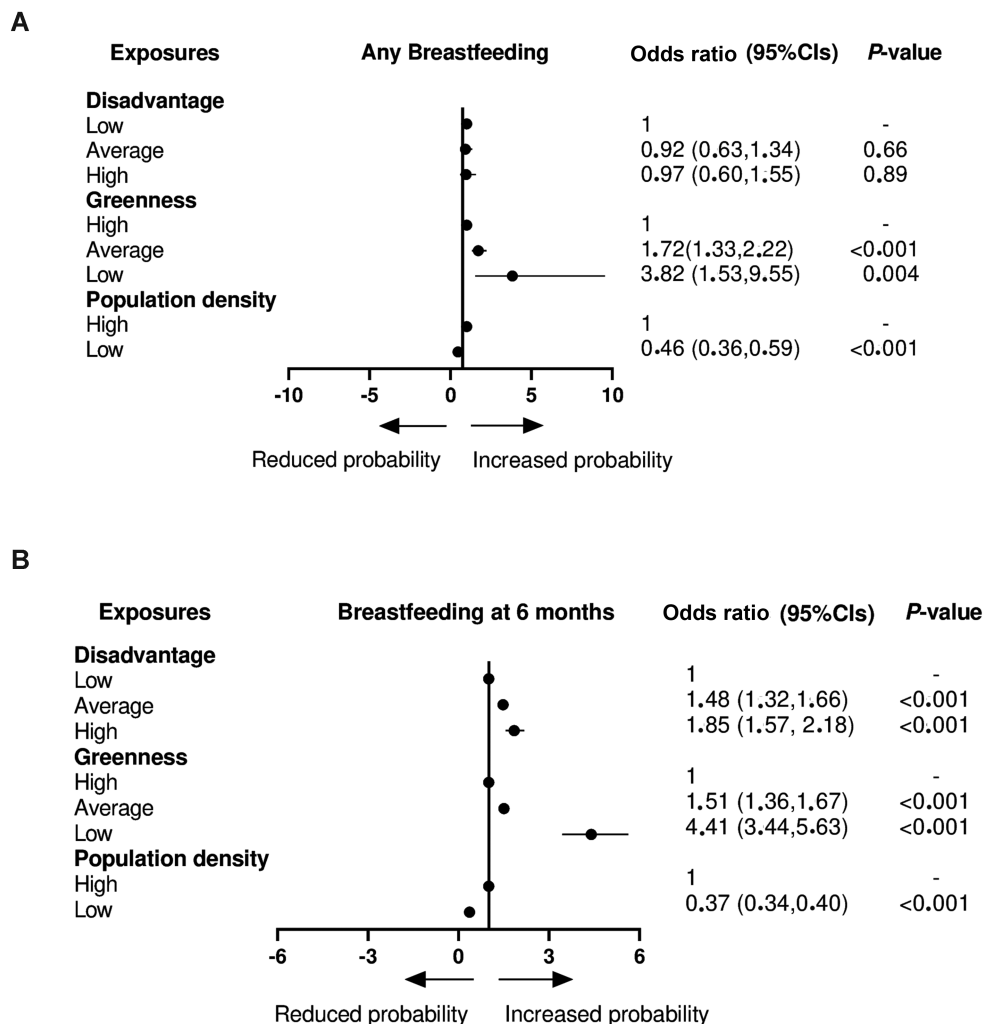 A
Exposures Any Breastfeeding Odds ratio (95%CIs) P-value
Disadvantage
Low 1 -
Average 0.92 (0.63,1.34) 0.66
High 0.97 (0.60,1.55) 0.89
Greenness
High 1 -
Average 1.72(1.33,2.22) <0.001
Low 3.82 (1.53,9.55) 0.004
Population density
High 1 -
Low 0.46 (0.36,0.59) <0.001
-10 -5 0 5 10
Reduced probability Increased probability
B
Exposures Breastfeeding at 6 months Odds ratio (95%CIs) P-value
Disadvantage
Low 1 -
Average 1.48 (1.32,1.66) <0.001
High 1.85 (1.57, 2.18) <0.001
Greenness
High 1 -
Average 1.51 (1.36,1.67) <0.001
Low 4.41 (3.44,5.63) <0.001
Population density
High 1 -
Low 0.37 (0.34,0.40) <0.001
-6 -3 0 3 6
Reduced probability Increased probability